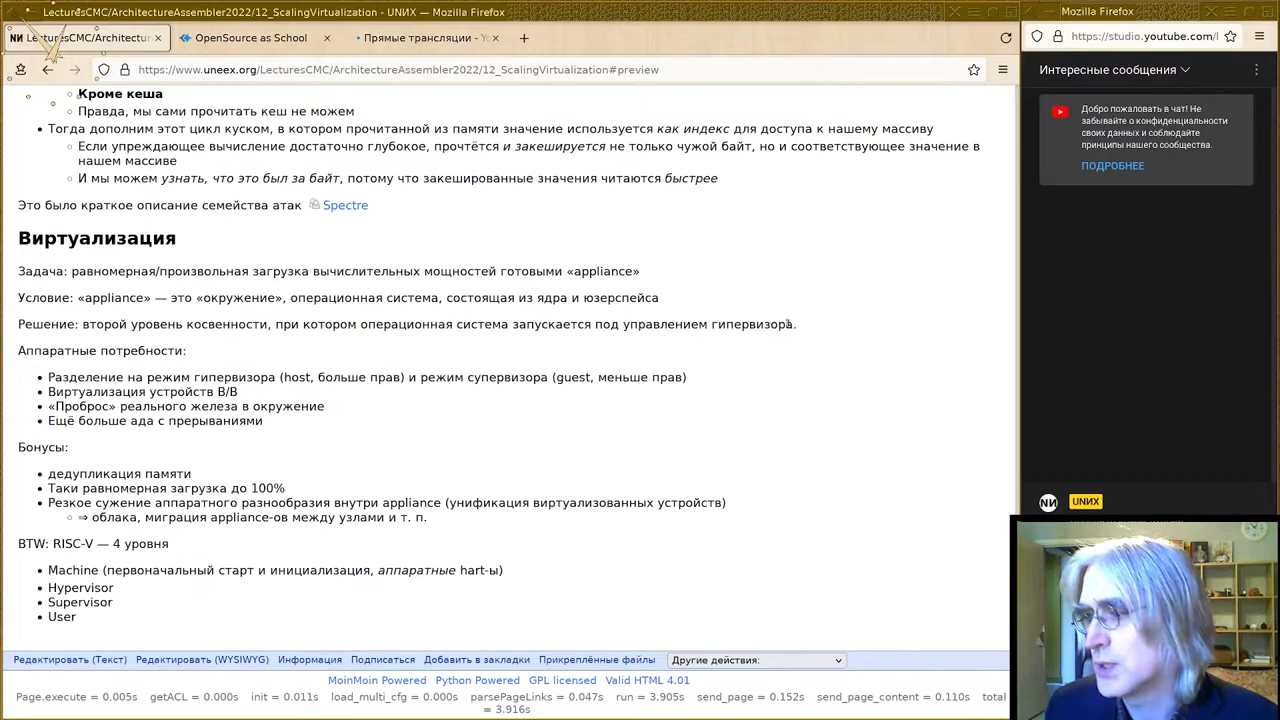 LecturesCMC/ArchitectureAssembler2022/12_ScalingVirtualization - UNИX — Mozilla Firefox
Mozilla Firefox
LecturesCMC/Architecture
OpenSource as School
Прямые трансляции - Yo
https://studio.youtube.com/l
https://www.uneex.org/LecturesCMC/ArchitectureAssembler2022/12_ScalingVirtualization#preview
Интересные сообщения
Кроме кеша
Правда, мы сами прочитать кеш не можем
Тогда дополним этот цикл куском, в котором прочитанной из памяти значение используется как индекс для доступа к нашему массиву
Если упреждающее вычисление достаточно глубокое, прочтётся и закешируется не только чужой байт, но и соответствующее значение в
нашем массиве
И мы можем узнать, что это был за байт, потому что закешированные значения читаются быстрее
Это было краткое описание семейства атак Spectre
Виртуализация
Задача: равномерная/произвольная загрузка вычислительных мощностей готовыми «appliance»
Условие: «appliance» — это «окружение», операционная система, состоящая из ядра и юзерспейса
Решение: второй уровень косвенности, при котором операционная система запускается под управлением гипервизора.
Аппаратные потребности:
Разделение на режим гипервизора (host, больше прав) и режим супервизора (guest, меньше прав)
Виртуализация устройств В/В
«Проброс» реального железа в окружение
Ещё больше ада с прерываниями
Бонусы:
дедупликация памяти
Таки равномерная загрузка до 100%
Резкое сужение аппаратного разнообразия внутри appliance (унификация виртуализованных устройств)
⇒ облака, миграция appliance-ов между узлами и т. п.
BTW: RISC-V — 4 уровня
Machine (первоначальный старт и инициализация, аппаратные hart-ы)
Hypervisor
Supervisor
User
Редактировать (Текст) Редактировать (WYSIWYG) Информация Подписаться Добавить в закладки Прикреплённые файлы Другие действия:
MoinMoin Powered Python Powered GPL licensed Valid HTML 4.01
Page.execute = 0.005s getACL = 0.000s init = 0.011s load_multi_cfg = 0.000s parsePageLinks = 0.047s run = 3.905s send_page = 0.152s send_page_content = 0.110s total
= 3.916s
Добро пожаловать в чат! Не
забывайте о конфиденциальности
своих данных и соблюдайте
принципы нашего сообщества.
ПОДРОБНЕЕ
NИ UNИX